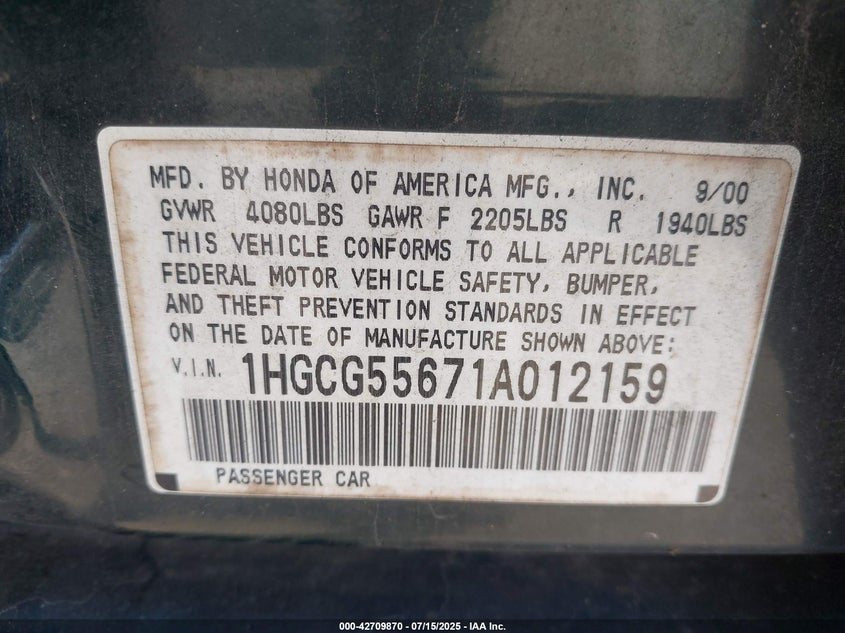 MFD. BY HONDA OF AMERICA MFG., INC. 9/00
GVWR 4080LBS GAWR F 2205LBS R 1940LBS
THIS VEHICLE CONFORMS TO ALL APPLICABLE
FEDERAL MOTOR VEHICLE SAFETY, BUMPER,
AND THEFT PREVENTION STANDARDS IN EFFECT
ON THE DATE OF MANUFACTURE SHOWN ABOVE:
V.I.N. 1HGCG55671A012159
PASSENGER CAR
000-42709870 - 07/15/2025 - IAA Inc.